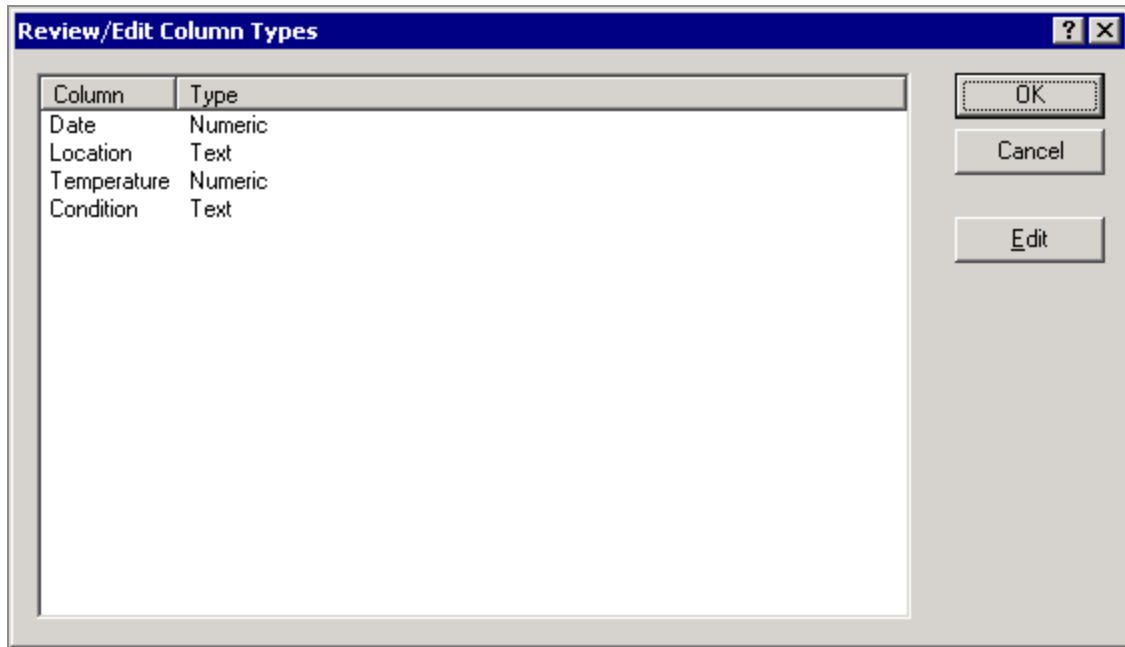 Review/Edit Column Types
Column Type
Date Numeric
Location Text
Temperature Numeric
Condition Text
OK
Cancel
Edit